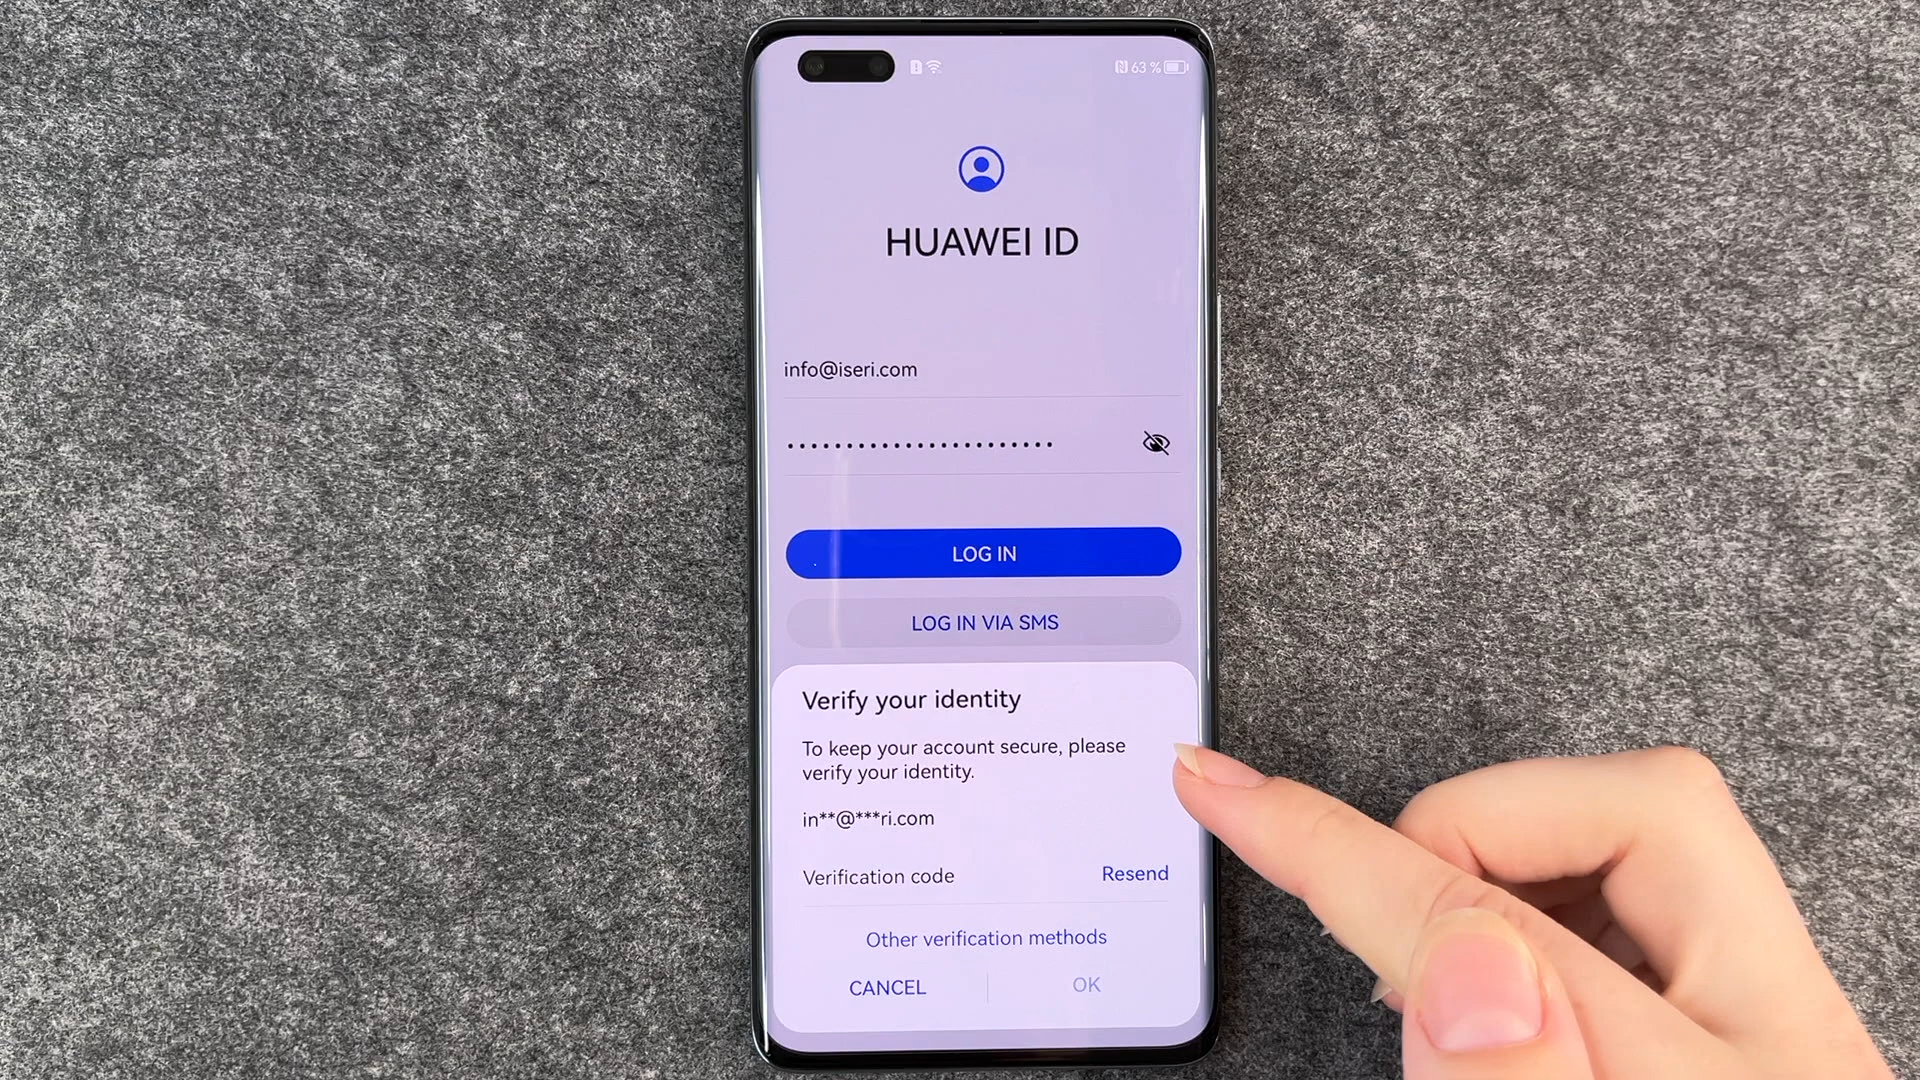 63 %
HUAWEI ID
info@iseri.com
•••••••••••••••••••••••
LOG IN
LOG IN VIA SMS
Verify your identity
To keep your account secure, please
verify your identity.
in**@***ri.com
Verification code
Resend
Other verification methods
CANCEL
OK